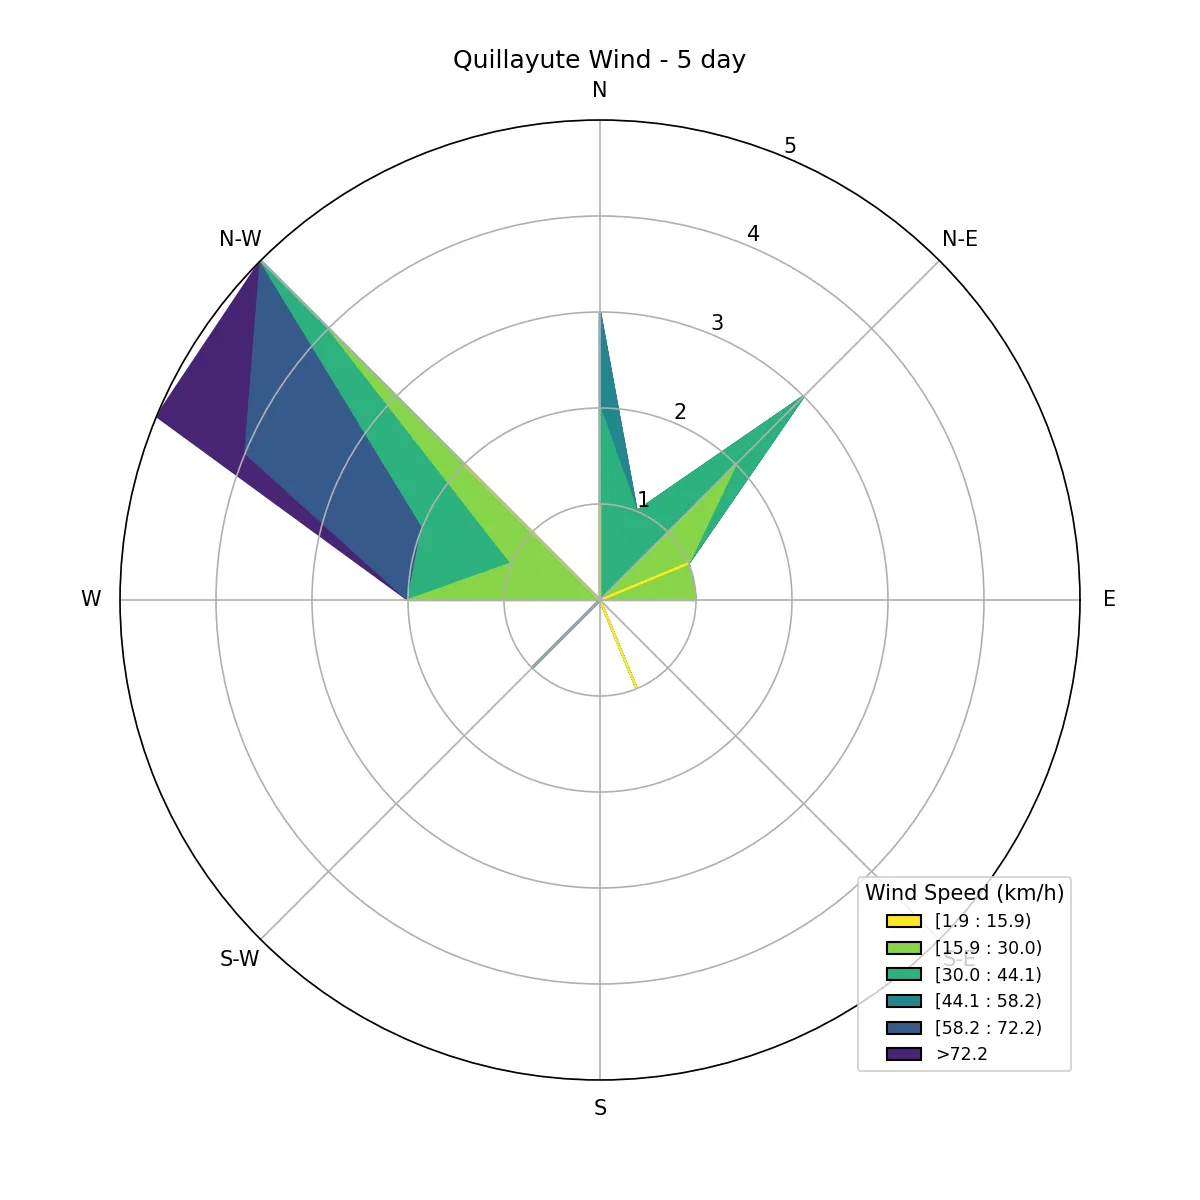 Quillayute Wind - 5 day
N
5
N-W
4
N-E
3
2
1
W
E
Wind Speed (km/h)
[1.9 : 15.9)
[15.9 : 30.0)
S-W
S-E
[30.0 : 44.1)
[44.1 : 58.2)
[58.2 : 72.2)
>72.2
S